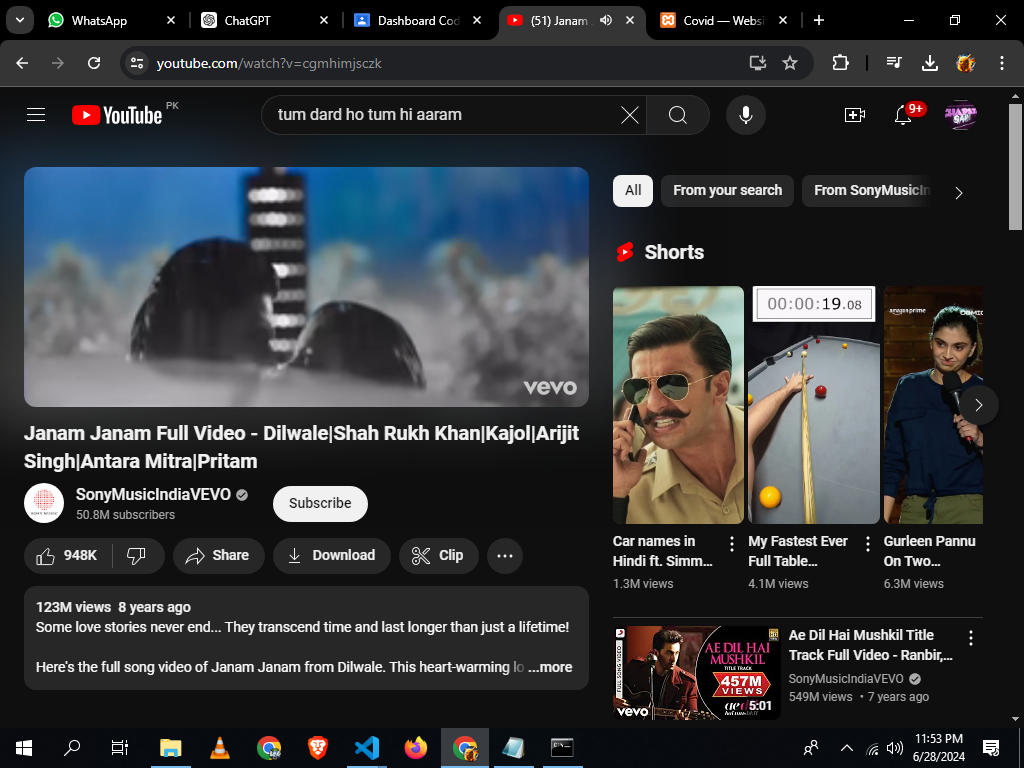 WhatsApp
ChatGPT
Dashboard Cod
(51) Janam
Covid — Websi
youtube.com/watch?v=cgmhimjsczk
YouTube PK
tum dard ho tum hi aaram
9+
All
From your search
From SonyMusicIn
Shorts
00:00:19.08
amazon prime
vevo
Janam Janam Full Video - Dilwale|Shah Rukh Khan|Kajol|Arijit
Singh|Antara Mitra|Pritam
SonyMusicIndiaVEVO
50.8M subscribers
Subscribe
948K
Share
Download
Clip
123M views 8 years ago
Some love stories never end... They transcend time and last longer than just a lifetime!
Here's the full song video of Janam Janam from Dilwale. This heart-warming lo ...more
Car names in
Hindi ft. Simm...
1.3M views
My Fastest Ever
Full Table...
4.1M views
Gurleen Pannu
On Two...
6.3M views
FULL SONG VIDEO
AE DIL HAI
MUSHKIL
TITLE TRACK
457M
VIEWS
5:01
vevo
Ae Dil Hai Mushkil Title
Track Full Video - Ranbir,...
SonyMusicIndiaVEVO
549M views • 7 years ago
11:53 PM
6/28/2024